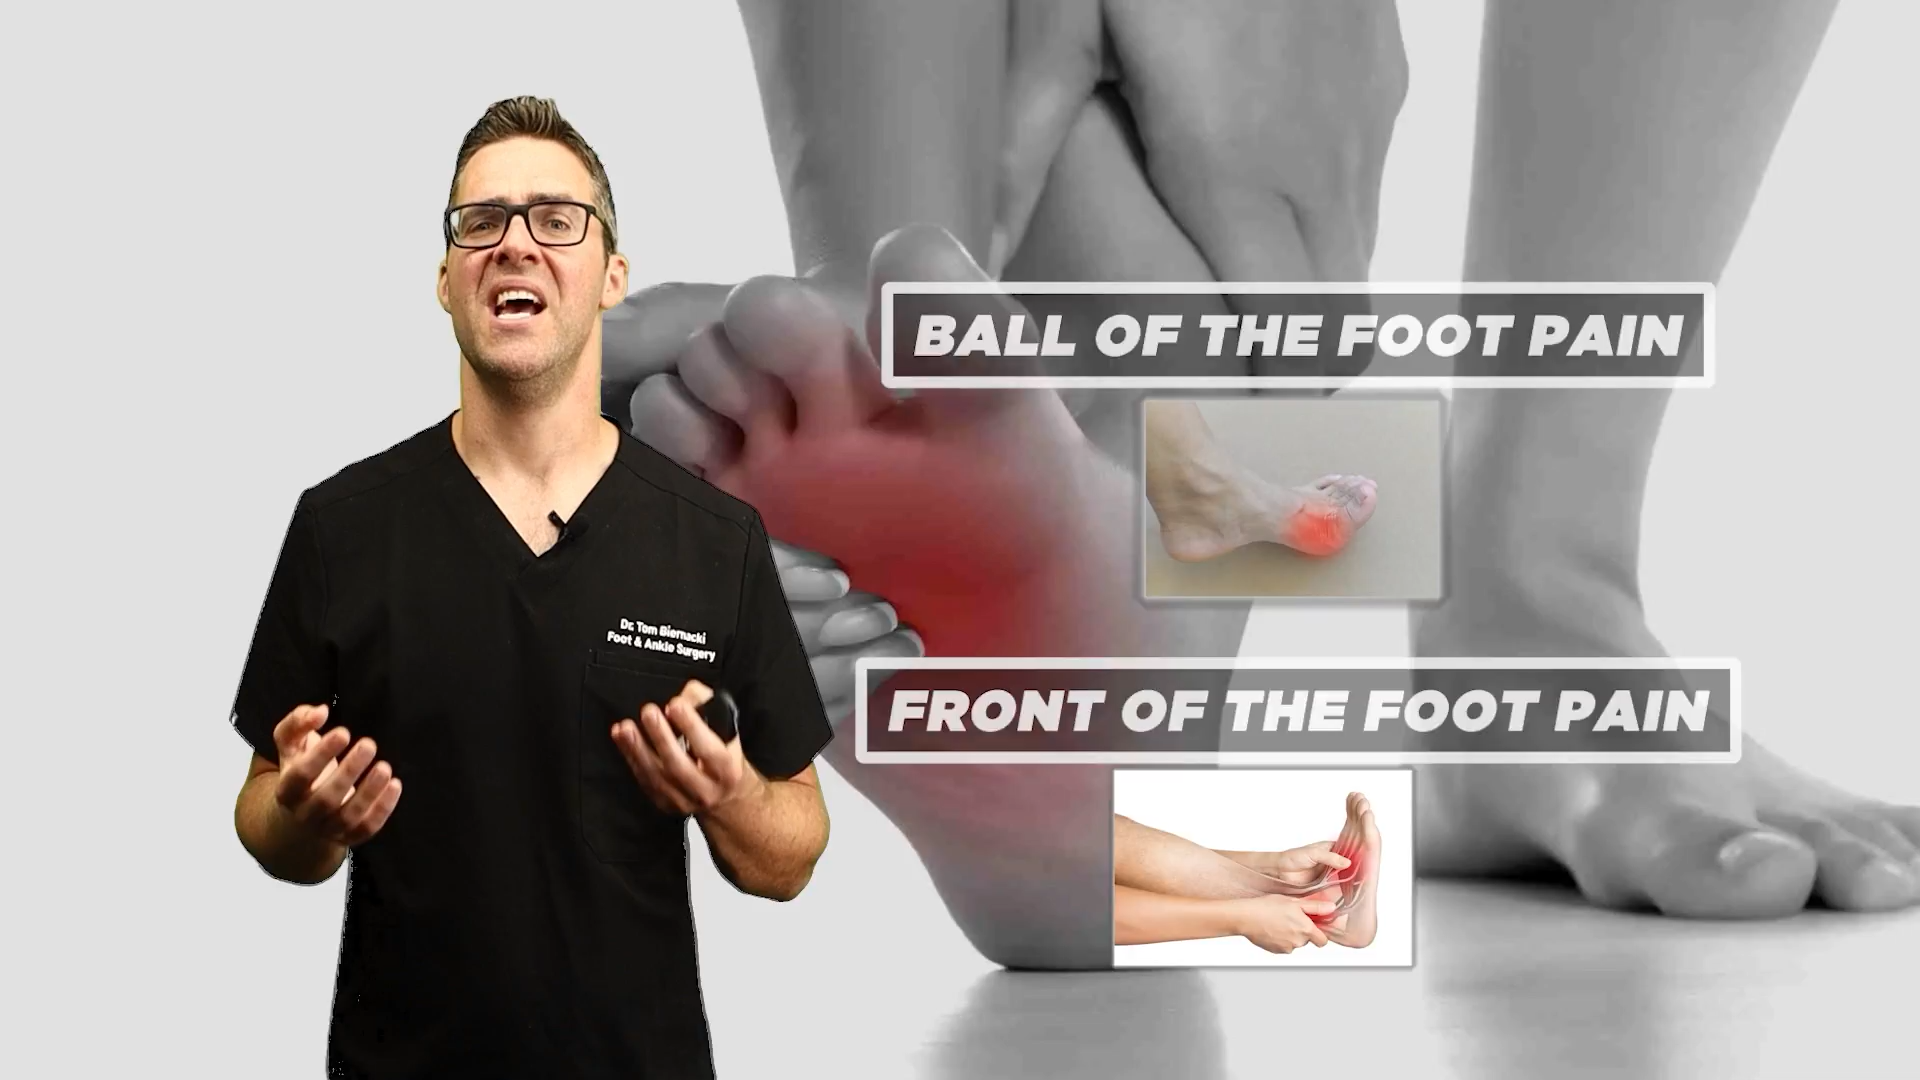 BALL OF THE FOOT PAIN
Dr. Tom Biernacki
Foot & Ankle Surgery
FRONT OF THE FOOT PAIN